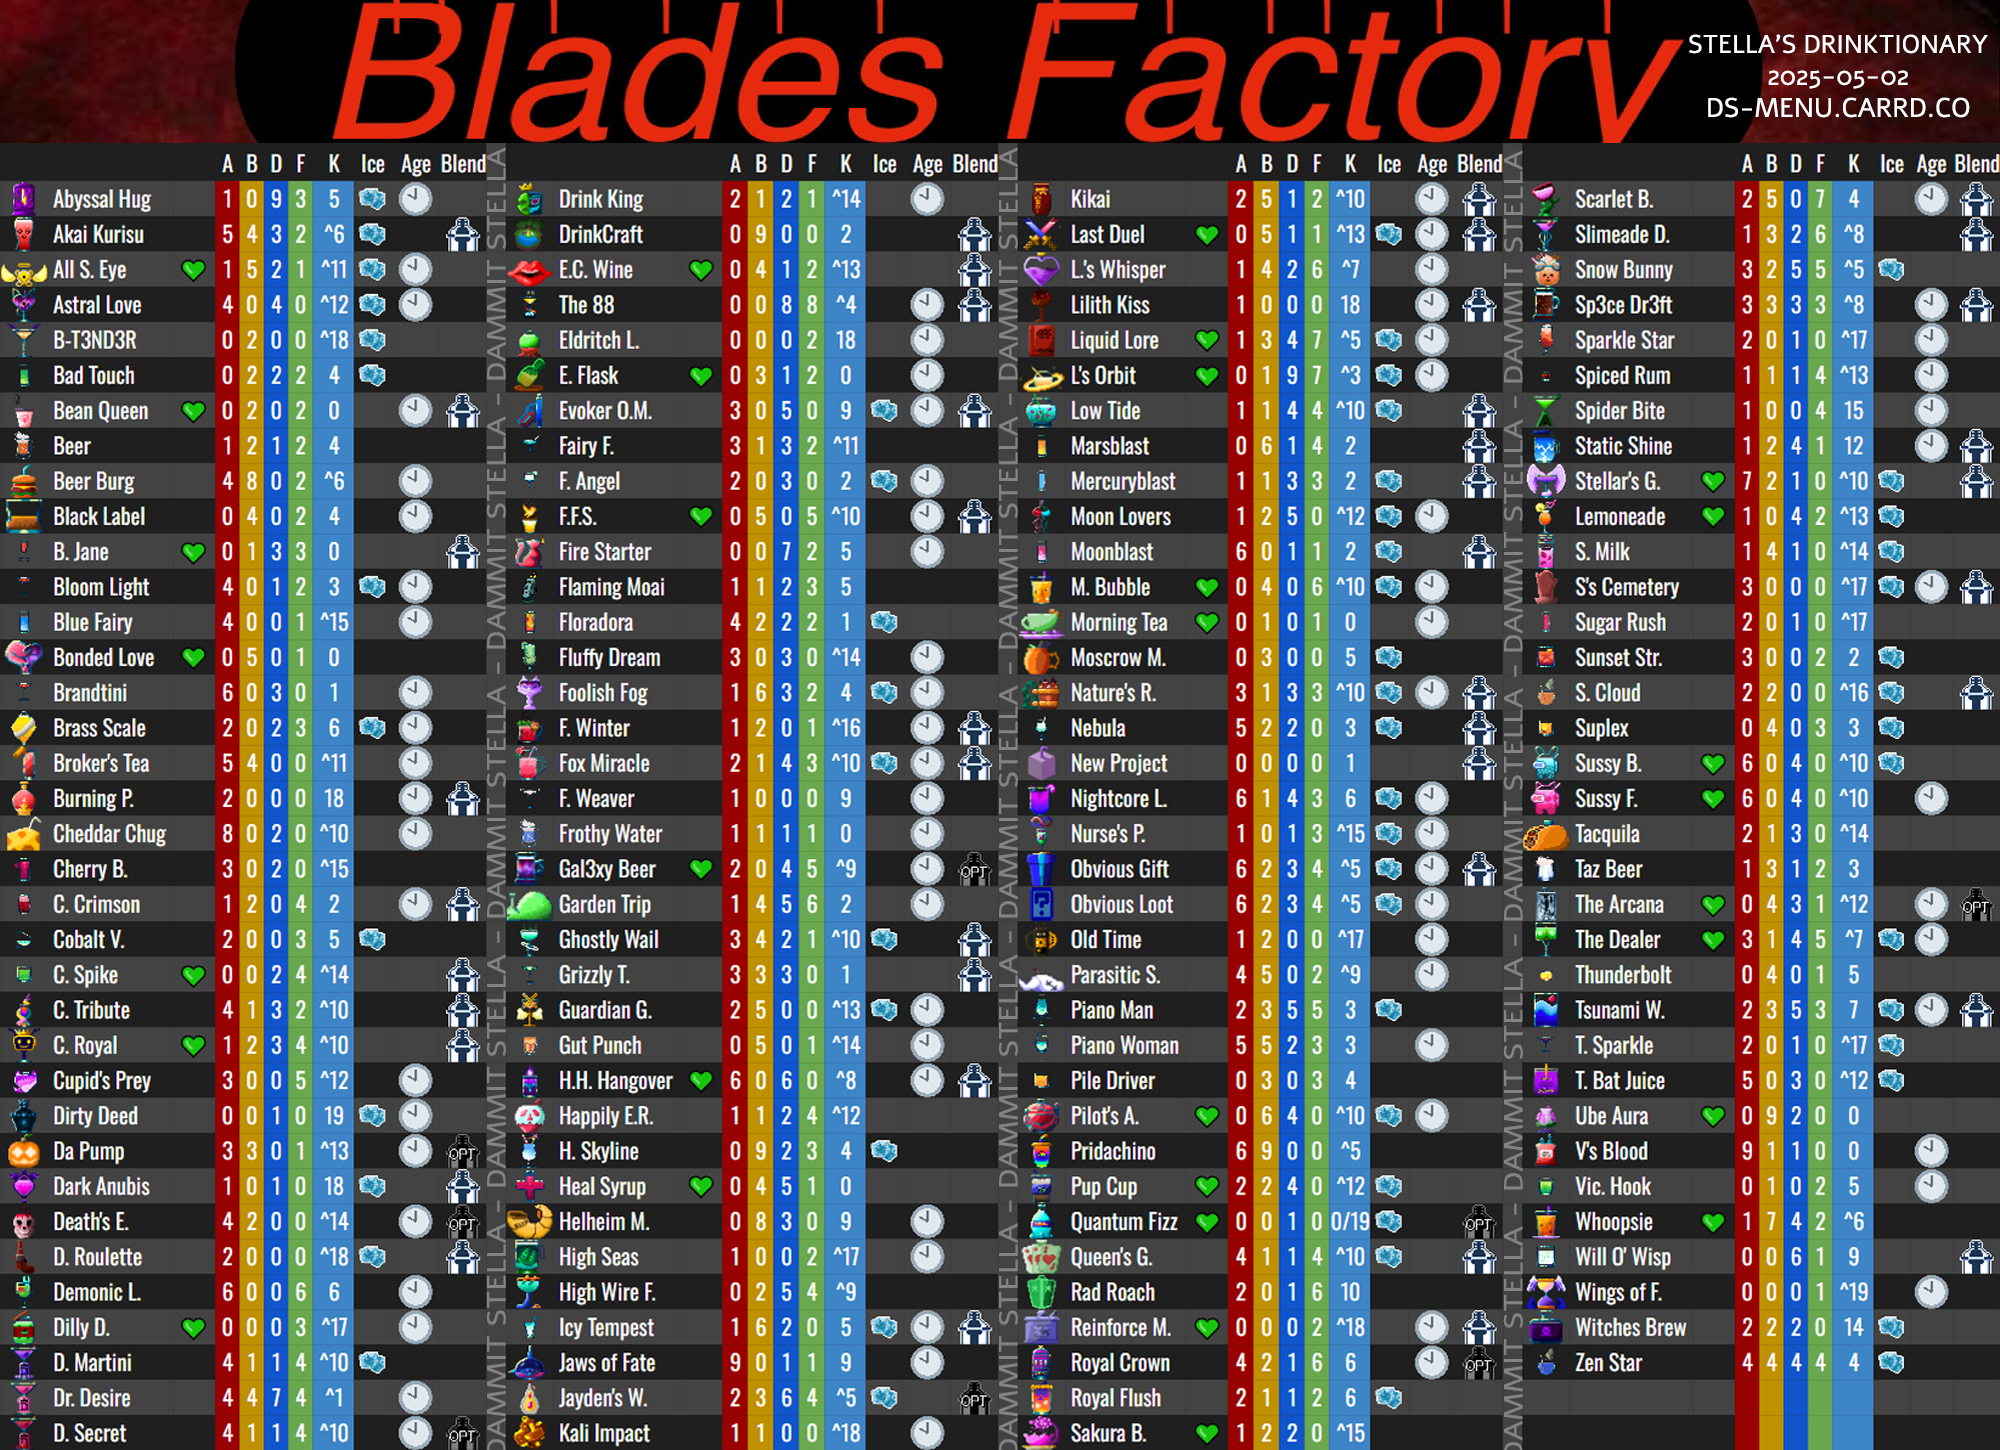 Blades Factory
STELLA'S DRINKTIONARY
2025-05-02
DS-MENU.CARRD.CO
A B D F K Ice Age Blend
Abyssal Hug 1 0 9 3 5
Akai Kurisu 5 4 3 2 ^6
All S. Eye 1 5 2 1 ^11
Astral Love 4 0 4 0 ^12
B-T3ND3R 0 2 0 0 ^18
Bad Touch 0 2 2 2 4
Bean Queen 0 2 0 2 0
Beer 1 2 1 2 4
Beer Burg 4 8 0 2 ^6
Black Label 0 4 0 2 4
B. Jane 0 1 3 3 0
Bloom Light 4 0 1 2 3
Blue Fairy 4 0 0 1 ^15
Bonded Love 0 5 0 1 0
Brandtini 6 0 3 0 1
Brass Scale 2 0 2 3 6
Broker's Tea 5 4 0 0 ^11
Burning P. 2 0 0 0 18
Cheddar Chug 8 0 2 0 ^10
Cherry B. 3 0 2 0 ^15
C. Crimson 1 2 0 4 2
Cobalt V. 2 0 0 3 5
C. Spike 0 0 2 4 ^14
C. Tribute 4 1 3 2 ^10
C. Royal 1 2 3 4 ^10
Cupid's Prey 3 0 0 5 ^12
Dirty Deed 0 0 1 0 19
Da Pump 3 3 0 1 ^13 OPT
Dark Anubis 1 0 1 0 18
Death's E. 4 2 0 0 ^14 OPT
D. Roulette 2 0 0 0 ^18
Demonic L. 6 0 0 6 6
Dilly D. 0 0 0 3 ^17
D. Martini 4 1 1 4 ^10
Dr. Desire 4 4 7 4 ^1
D. Secret 4 1 1 4 ^10 OPT
DAMMIT STELLA - DAMMIT STELLA - DAMMIT STELLA - DAMMIT STELLA
A B D F K Ice Age Blend
Drink King 2 1 2 1 ^14
DrinkCraft 0 9 0 0 2
E.C. Wine 0 4 1 2 ^13
The 88 0 0 8 8 ^4
Eldritch L. 0 0 0 2 18
E. Flask 0 3 1 2 0
Evoker O.M. 3 0 5 0 9
Fairy F. 3 1 3 2 ^11
F. Angel 2 0 3 0 2
F.F.S. 0 5 0 5 ^10
Fire Starter 0 0 7 2 5
Flaming Moai 1 1 2 3 5
Floradora 4 2 2 2 1
Fluffy Dream 3 0 3 0 ^14
Foolish Fog 1 6 3 2 4
F. Winter 1 2 0 1 ^16
Fox Miracle 2 1 4 3 ^10
F. Weaver 1 0 0 0 9
Frothy Water 1 1 1 1 0
Gal3xy Beer 2 0 4 5 ^9 OPT
Garden Trip 1 4 5 6 2
Ghostly Wail 3 4 2 1 ^10
Grizzly T. 3 3 3 0 1
Guardian G. 2 5 0 0 ^13
Gut Punch 0 5 0 1 ^14
H.H. Hangover 6 0 6 0 ^8
Happily E.R. 1 1 2 4 ^12
H. Skyline 0 9 2 3 4
Heal Syrup 0 4 5 1 0
Helheim M. 0 8 3 0 9
High Seas 1 0 0 2 ^17
High Wire F. 0 2 5 4 ^9
Icy Tempest 1 6 2 0 5
Jaws of Fate 9 0 1 1 9
Jayden's W. 2 3 6 4 ^5 OPT
Kali Impact 1 1 0 0 ^18
DAMMIT STELLA - DAMMIT STELLA - DAMMIT STELLA - DAMMIT STELLA
A B D F K Ice Age Blend
Kikai 2 5 1 2 ^10
Last Duel 0 5 1 1 ^13
L.'s Whisper 1 4 2 6 ^7
Lilith Kiss 1 0 0 0 18
Liquid Lore 1 3 4 7 ^5
L's Orbit 0 1 9 7 ^3
Low Tide 1 1 4 4 ^10
Marsblast 0 6 1 4 2
Mercuryblast 1 1 3 3 2
Moon Lovers 1 2 5 0 ^12
Moonblast 6 0 1 1 2
M. Bubble 0 4 0 6 ^10
Morning Tea 0 1 0 1 0
Moscrow M. 0 3 0 0 5
Nature's R. 3 1 3 3 ^10
Nebula 5 2 2 0 3
New Project 0 0 0 0 1
Nightcore L. 6 1 4 3 6
Nurse's P. 1 0 1 3 ^15
Obvious Gift 6 2 3 4 ^5
Obvious Loot 6 2 3 4 ^5
Old Time 1 2 0 0 ^17
Parasitic S. 4 5 0 2 ^9
Piano Man 2 3 5 5 3
Piano Woman 5 5 2 3 3
Pile Driver 0 3 0 3 4
Pilot's A. 0 6 4 0 ^10
Pridachino 6 9 0 0 ^5
Pup Cup 2 2 4 0 ^12
Quantum Fizz 0 0 1 0 0/19 OPT
Queen's G. 4 1 1 4 ^10
Rad Roach 2 0 1 6 10
Reinforce M. 0 0 0 2 ^18
Royal Crown 4 2 1 6 6 OPT
Royal Flush 2 1 1 2 6
Sakura B. 1 2 2 0 ^15
DAMMIT STELLA - DAMMIT STELLA - DAMMIT STELLA - DAMMIT STELLA
A B D F K Ice Age Blend
Scarlet B. 2 5 0 7 4
Slimeade D. 1 3 2 6 ^8
Snow Bunny 3 2 5 5 ^5
Sp3ce Dr3ft 3 3 3 3 ^8
Sparkle Star 2 0 1 0 ^17
Spiced Rum 1 1 1 4 ^13
Spider Bite 1 0 0 4 15
Static Shine 1 2 4 1 12
Stellar's G. 7 2 1 0 ^10
Lemoneade 1 0 4 2 ^13
S. Milk 1 4 1 0 ^14
S's Cemetery 3 0 0 0 ^17
Sugar Rush 2 0 1 0 ^17
Sunset Str. 3 0 0 2 2
S. Cloud 2 2 0 0 ^16
Suplex 0 4 0 3 3
Sussy B. 6 0 4 0 ^10
Sussy F. 6 0 4 0 ^10
Tacquila 2 1 3 0 ^14
Taz Beer 1 3 1 2 3
The Arcana 0 4 3 1 ^12 OPT
The Dealer 3 1 4 5 ^7
Thunderbolt 0 4 0 1 5
Tsunami W. 2 3 5 3 7
T. Sparkle 2 0 1 0 ^17
T. Bat Juice 5 0 3 0 ^12
Ube Aura 0 9 2 0 0
V's Blood 9 1 1 0 0
Vic. Hook 0 1 0 2 5
Whoopsie 1 7 4 2 ^6
Will O' Wisp 0 0 6 1 9
Wings of F. 0 0 0 1 ^19
Witches Brew 2 2 2 0 14
Zen Star 4 4 4 4 4